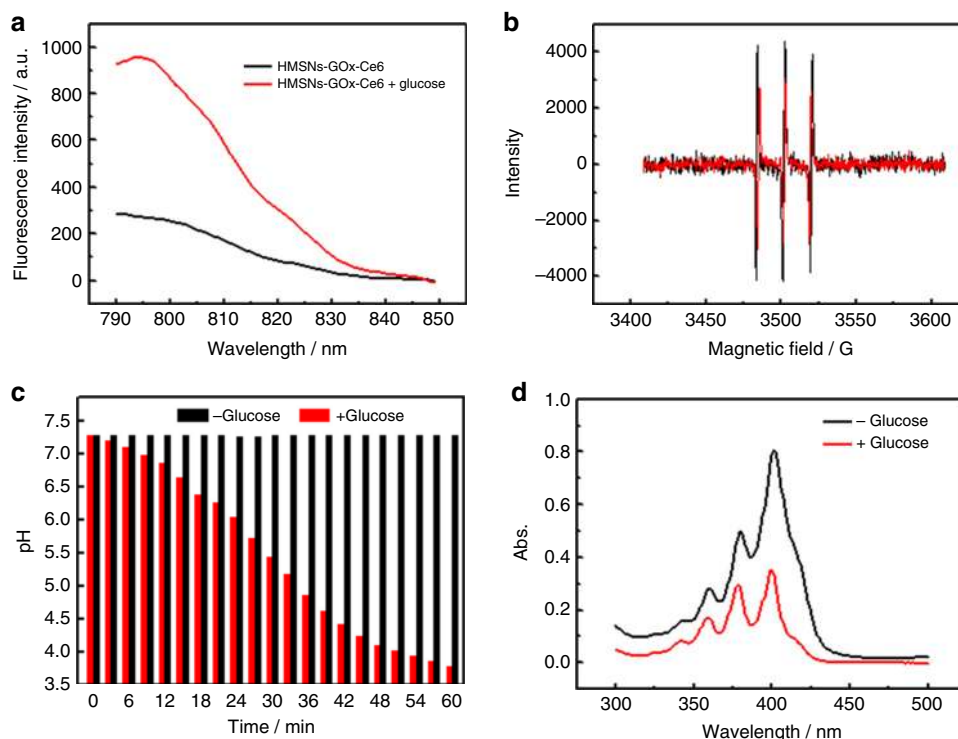 a
Fluorescence intensity / a.u.
1000
800
600
400
200
0
HMSNs-GOx-Ce6
HMSNs-GOx-Ce6 + glucose
790 800 810 820 830 840 850
Wavelength / nm
b
Intensity
4000
2000
0
−2000
−4000
3400 3450 3500 3550 3600
Magnetic field / G
c
pH
7.5
7.0
6.5
6.0
5.5
5.0
4.5
4.0
3.5
−Glucose +Glucose
0 6 12 18 24 30 36 42 48 54 60
Time / min
d
Abs.
1.0
0.8
0.6
0.4
0.2
0.0
− Glucose
+ Glucose
300 350 400 450 500
Wavelength / nm